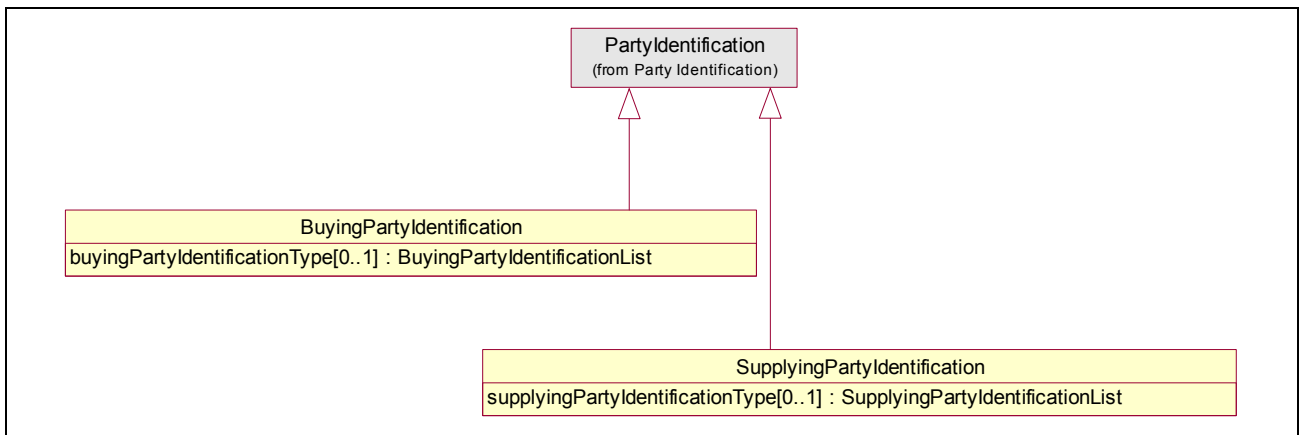 PartyIdentification
(from Party Identification)
BuyingPartyIdentification
buyingPartyIdentificationType[0..1] : BuyingPartyIdentificationList
SupplyingPartyIdentification
supplyingPartyIdentificationType[0..1] : SupplyingPartyIdentificationList